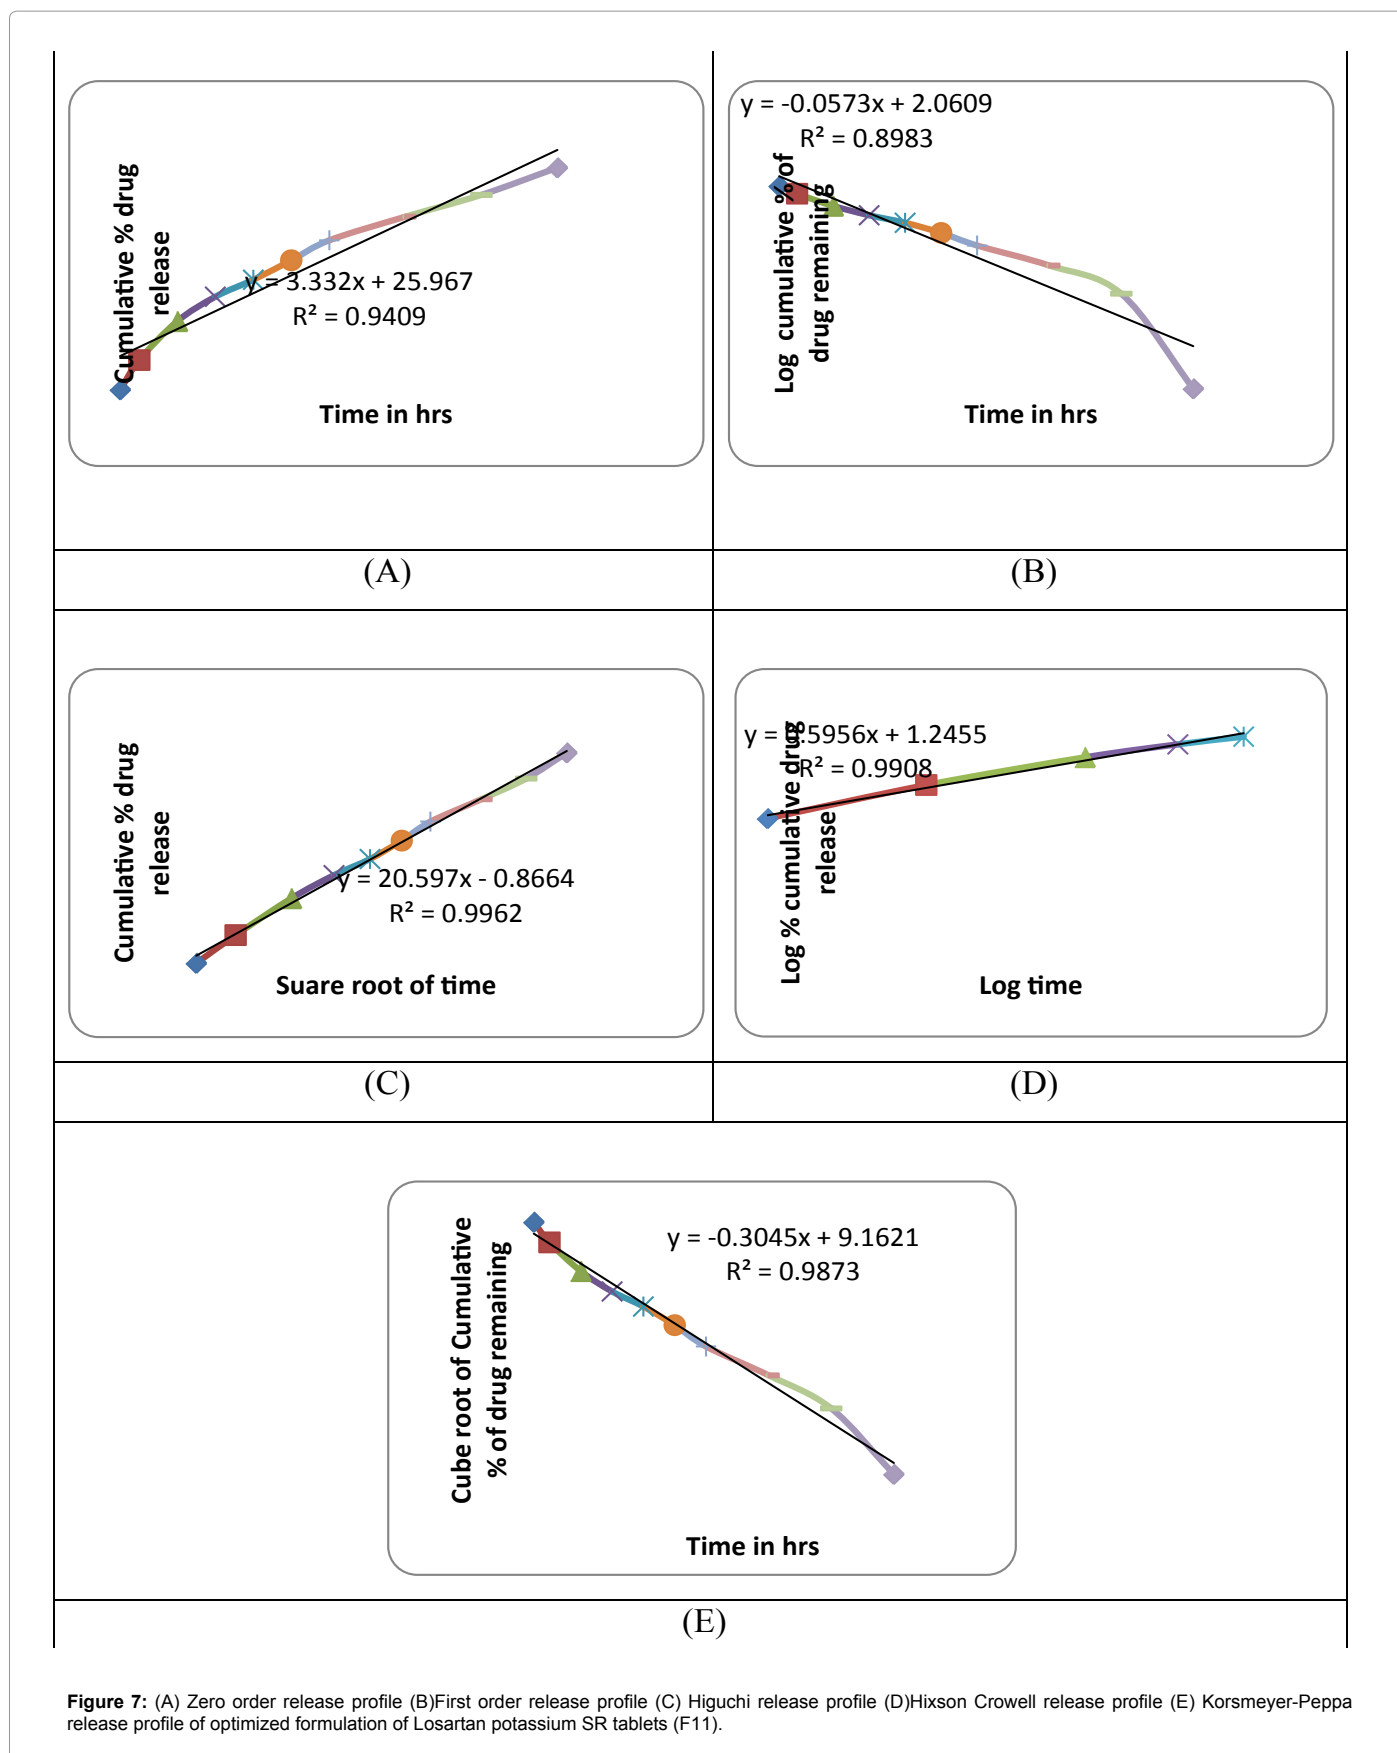 y = -0.0573x + 2.0609
R² = 0.8983
Cumulative % drug
release
y = 3.332x + 25.967
R² = 0.9409
Time in hrs
Log cumulative % of
drug remaining
Time in hrs
(A)
(B)
Cumulative % drug
release
y = 20.597x - 0.8664
R² = 0.9962
Suare root of time
y = 0.5956x + 1.2455
R² = 0.9908
Log % cumulative drug
release
Log time
(C)
(D)
Cube root of Cumulative
% of drug remaining
y = -0.3045x + 9.1621
R² = 0.9873
Time in hrs
(E)
Figure 7: (A) Zero order release profile (B)First order release profile (C) Higuchi release profile (D)Hixson Crowell release profile (E) Korsmeyer-Peppa
release profile of optimized formulation of Losartan potassium SR tablets (F11).